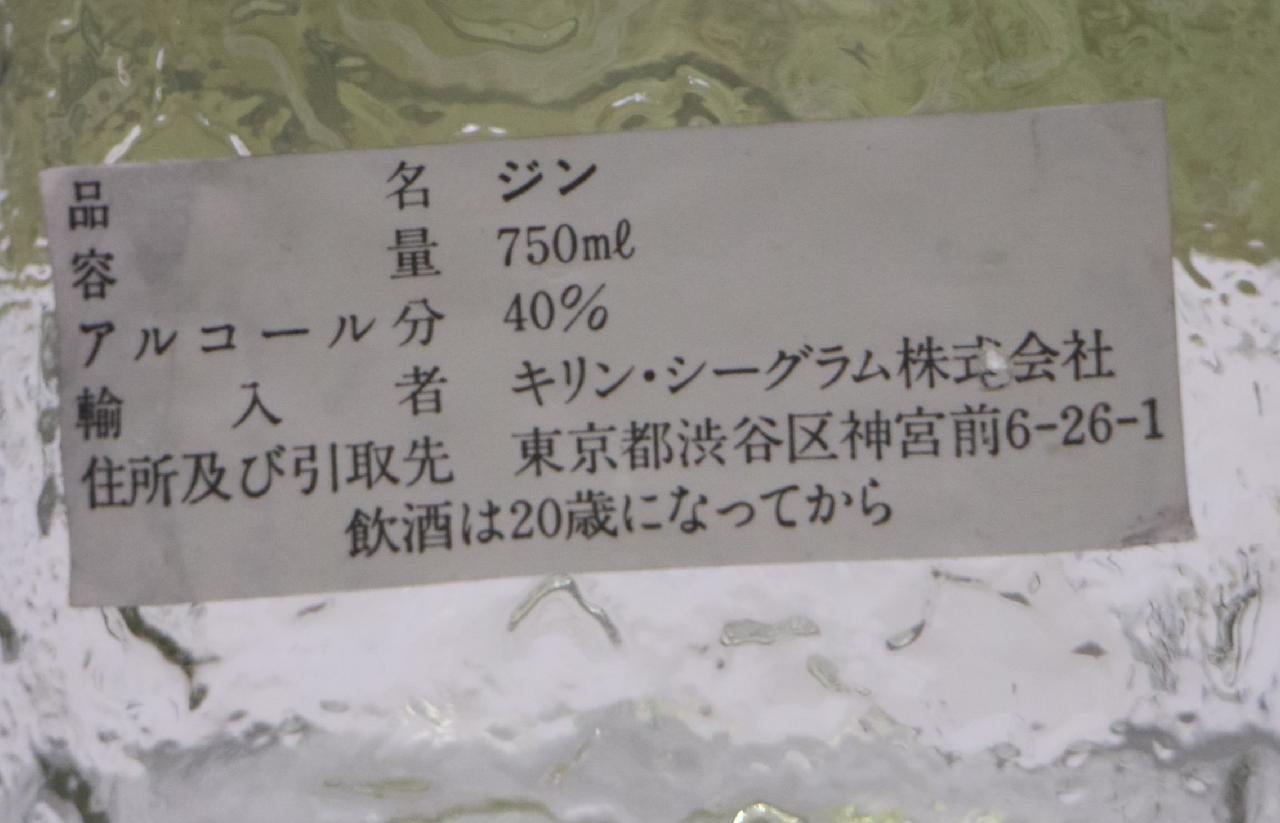 品名 ジン
容量 750mℓ
アルコール分 40%
輸入者 キリン・シーグラム株式会社
住所及び引取先 東京都渋谷区神宮前6-26-1
飲酒は20歳になってから